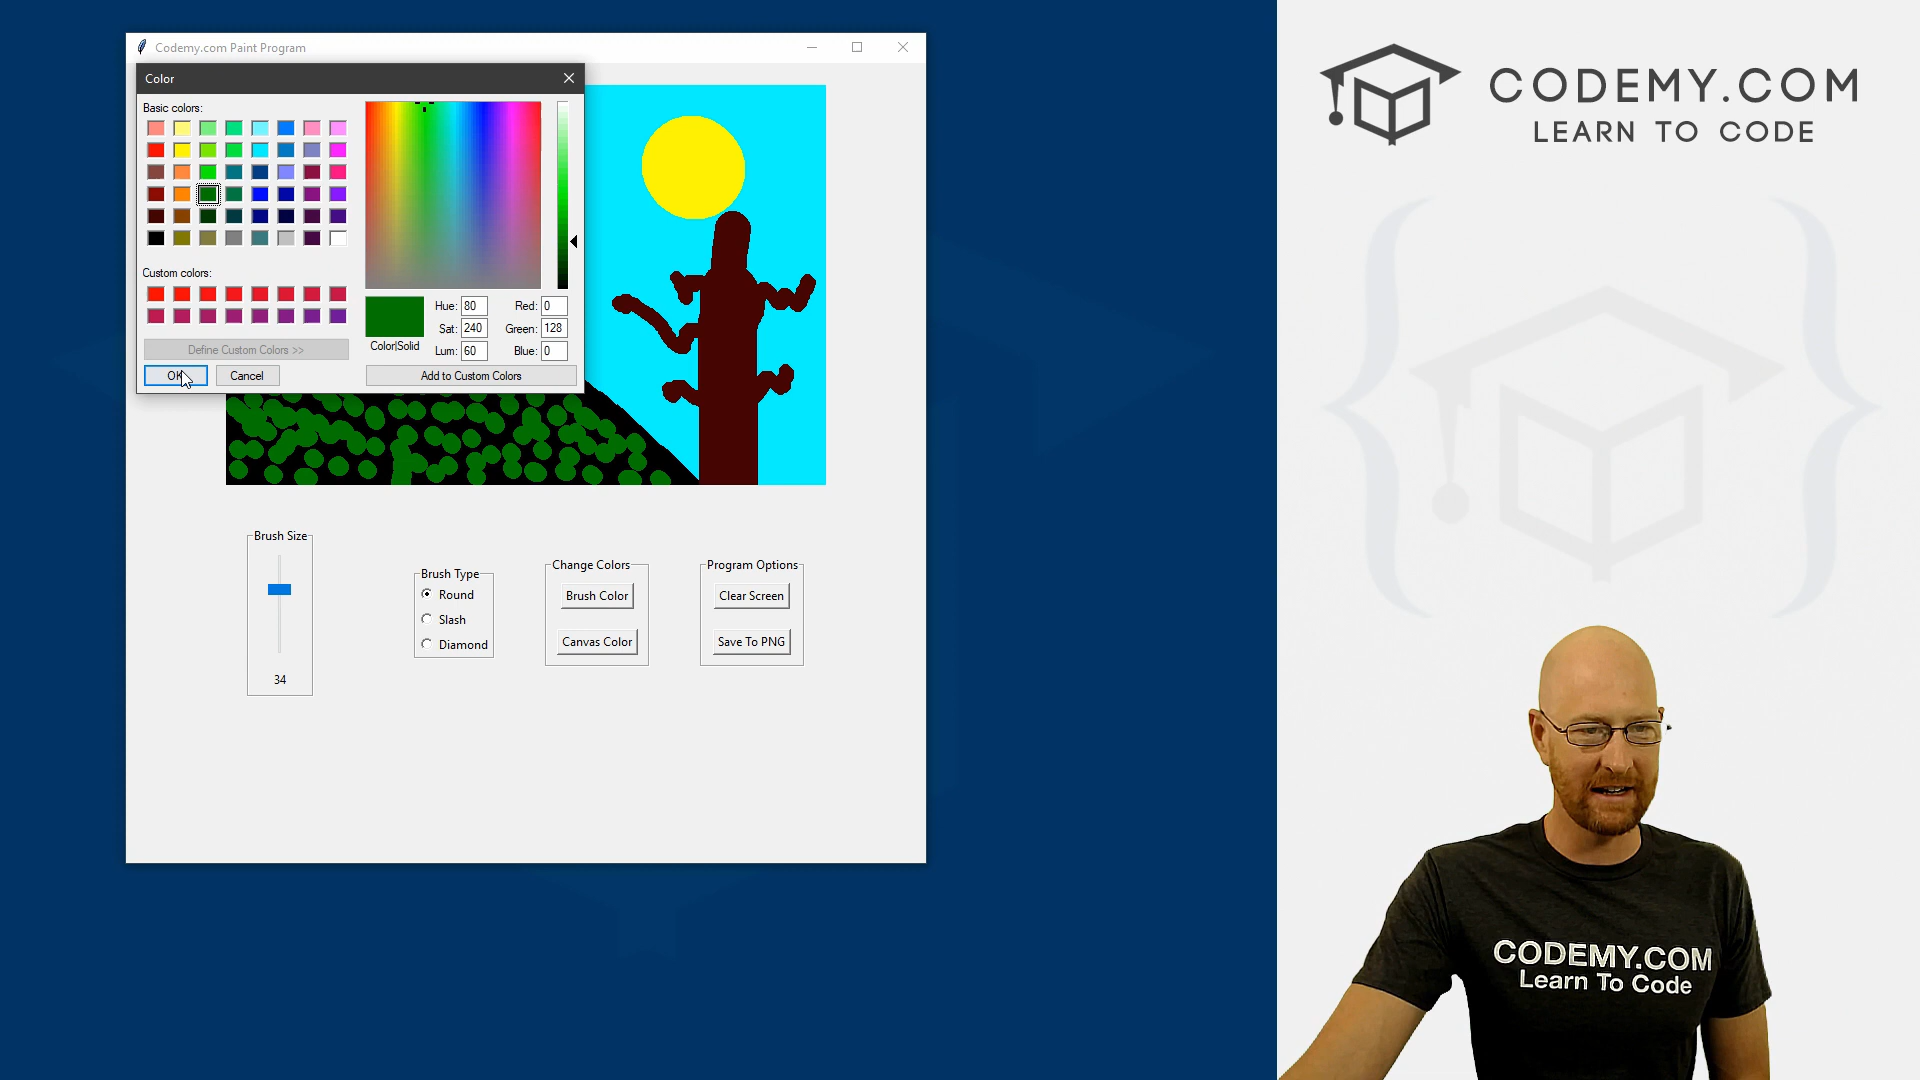 Codemy.com Paint Program
Color
Basic colors:
Custom colors:
Define Custom Colors >>
OK
Cancel
Color|Solid
Hue: 80
Sat: 240
Lum: 60
Red: 0
Green: 128
Blue: 0
Add to Custom Colors
Brush Size
34
Brush Type
Round
Slash
Diamond
Change Colors
Brush Color
Canvas Color
Program Options
Clear Screen
Save To PNG
CODEMY.COM
LEARN TO CODE
CODEMY.COM
Learn To Code